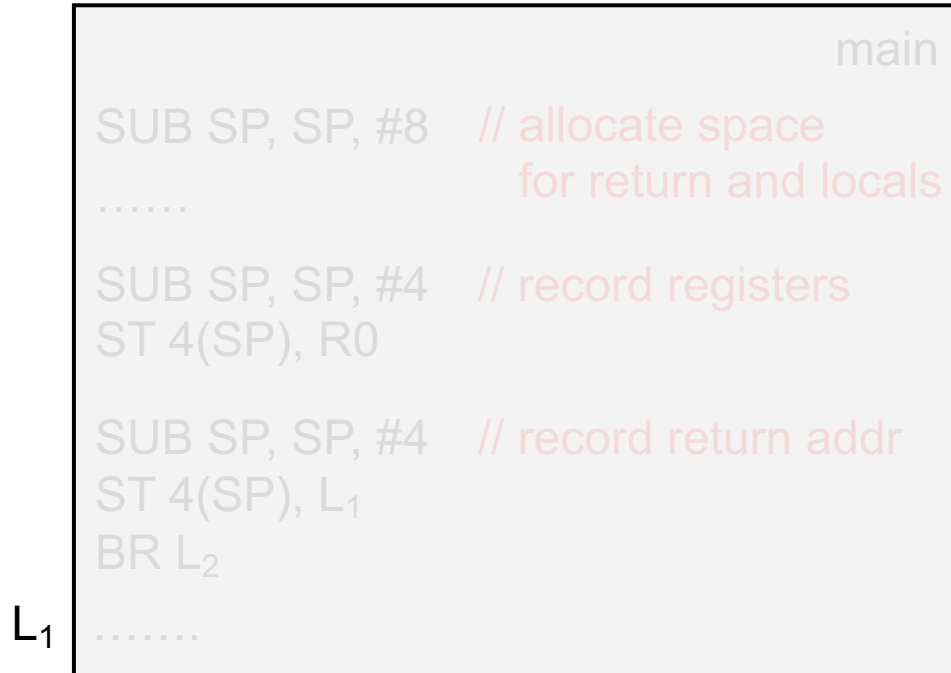 main
SUB SP, SP, #8 // allocate space
for return and locals
......
SUB SP, SP, #4 // record registers
ST 4(SP), R0
SUB SP, SP, #4 // record return addr
ST 4(SP), L₁
BR L₂
L₁ .......